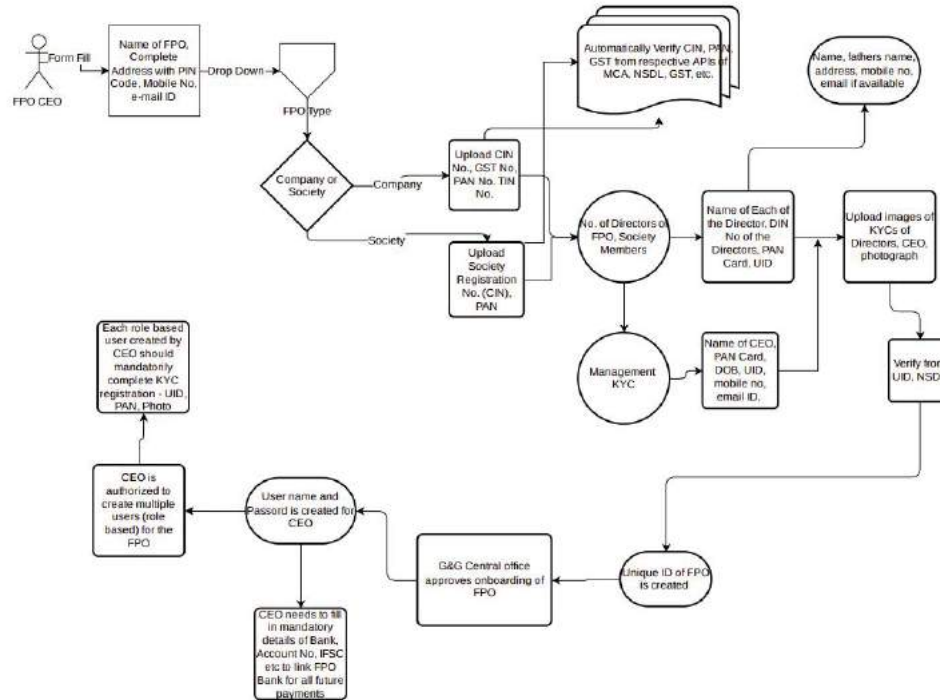 Form Fill
FPO CEO
Name of FPO,
Complete
Address with PIN
Code, Mobile No,
e-mail ID
Drop Down
FPO Type
Automatically Verify CIN, PAN,
GST from respective APIs of
MCA, NSDL, GST, etc.
Name, fathers name,
address, mobile no,
email if available
Company or
Society
Company
Society
Upload CIN
No., GST No,
PAN No. TIN
No.
Upload
Society
Registration
No. (CIN),
PAN
No. of Directors of
FPO, Society
Members
Name of Each of
the Director, DIN
No of the
Directors, PAN
Card, UID
Upload images of
KYCs of
Directors, CEO,
photograph
Management
KYC
Name of CEO,
PAN Card,
DOB, UID,
mobile no,
email ID.
Verify from
UID, NSD
Unique ID of FPO
is created
G&G Central office
approves onboarding of
FPO
User name and
Passord is created for
CEO
CEO needs to fill
in mandatory
details of Bank,
Account No, IFSC
etc to link FPO
Bank for all future
payments
CEO is
authorized to
create multiple
users (role
based) for the
FPO
Each role based
user created by
CEO should
mandatorily
complete KYC
registration - UID,
PAN, Photo